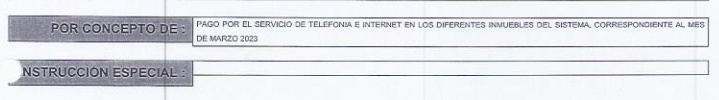 POR CONCEPTO DE : PAGO POR EL SERVICIO DE TELEFONIA E INTERNET EN LOS DIFERENTES INMUEBLES DEL SISTEMA, CORRESPONDIENTE AL MES
DE MARZO 2023
NSTRUCCIÓN ESPECIAL :